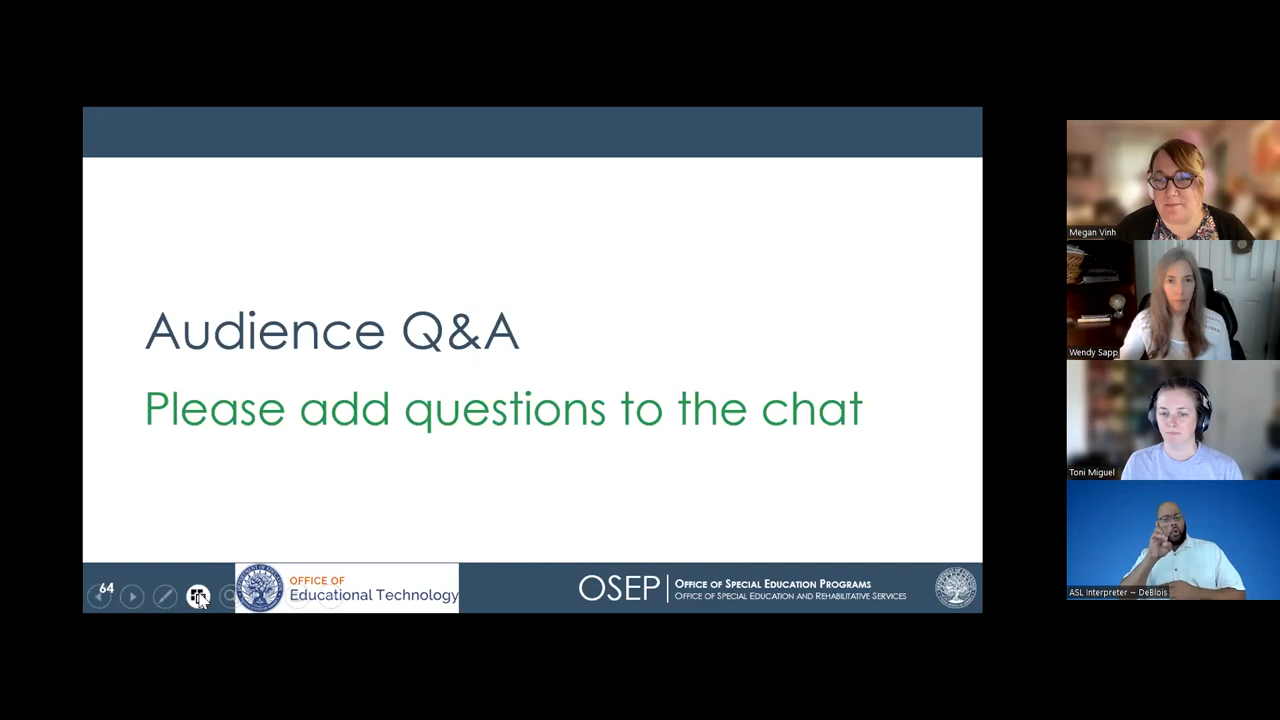 Audience Q&A
Please add questions to the chat
64
OFFICE OF
Educational Technology
OSEP
OFFICE OF SPECIAL EDUCATION PROGRAMS
OFFICE OF SPECIAL EDUCATION AND REHABILITATIVE SERVICES
Megan Vinh
Wendy Sapp
Toni Miguel
ASL Interpreter ~ DeBlois